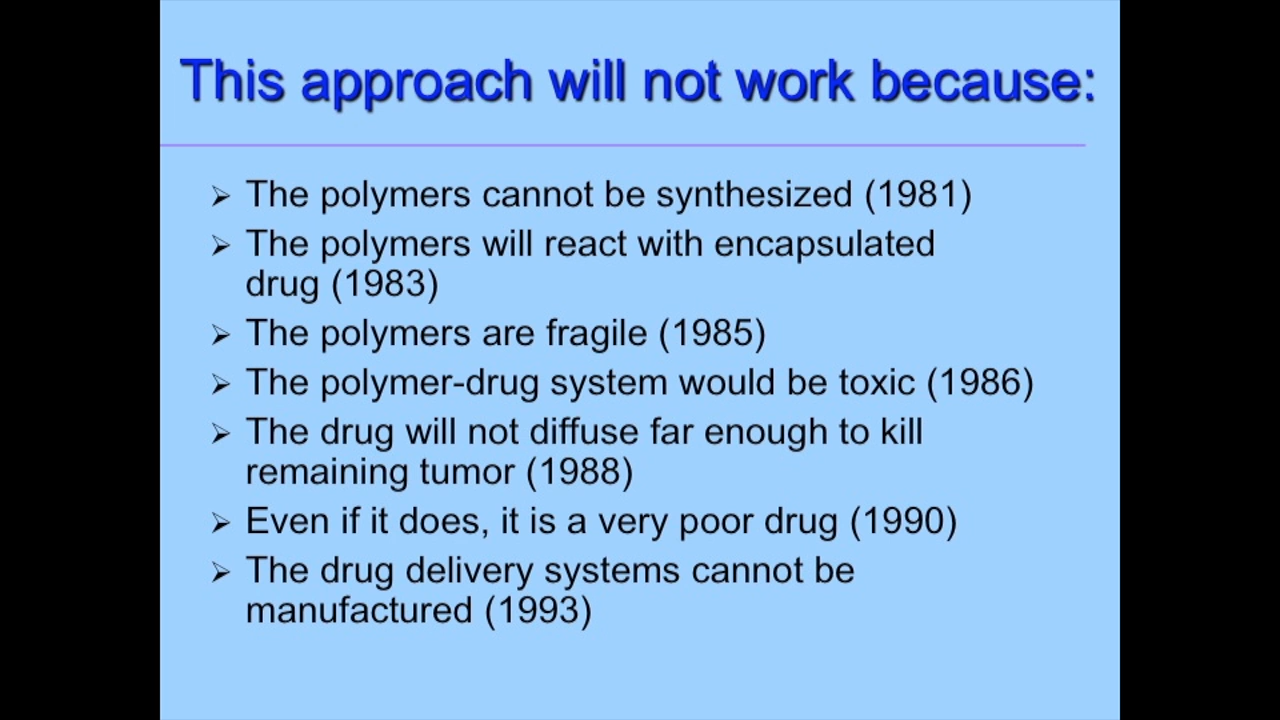 This approach will not work because:
➢ The polymers cannot be synthesized (1981)
➢ The polymers will react with encapsulated
drug (1983)
➢ The polymers are fragile (1985)
➢ The polymer-drug system would be toxic (1986)
➢ The drug will not diffuse far enough to kill
remaining tumor (1988)
➢ Even if it does, it is a very poor drug (1990)
➢ The drug delivery systems cannot be
manufactured (1993)